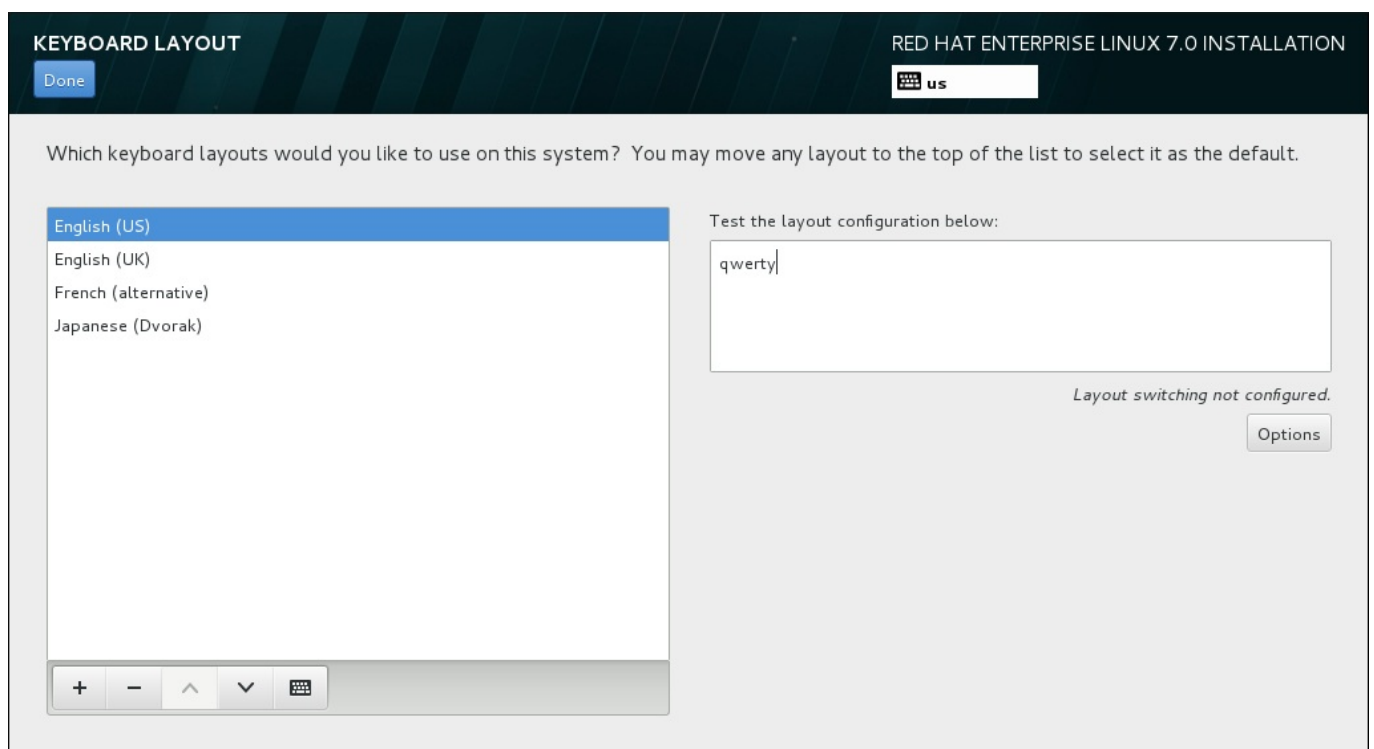 KEYBOARD LAYOUT
RED HAT ENTERPRISE LINUX 7.0 INSTALLATION
Done
us
Which keyboard layouts would you like to use on this system? You may move any layout to the top of the list to select it as the default.
English (US)
English (UK)
French (alternative)
Japanese (Dvorak)
Test the layout configuration below:
qwerty
Layout switching not configured.
Options